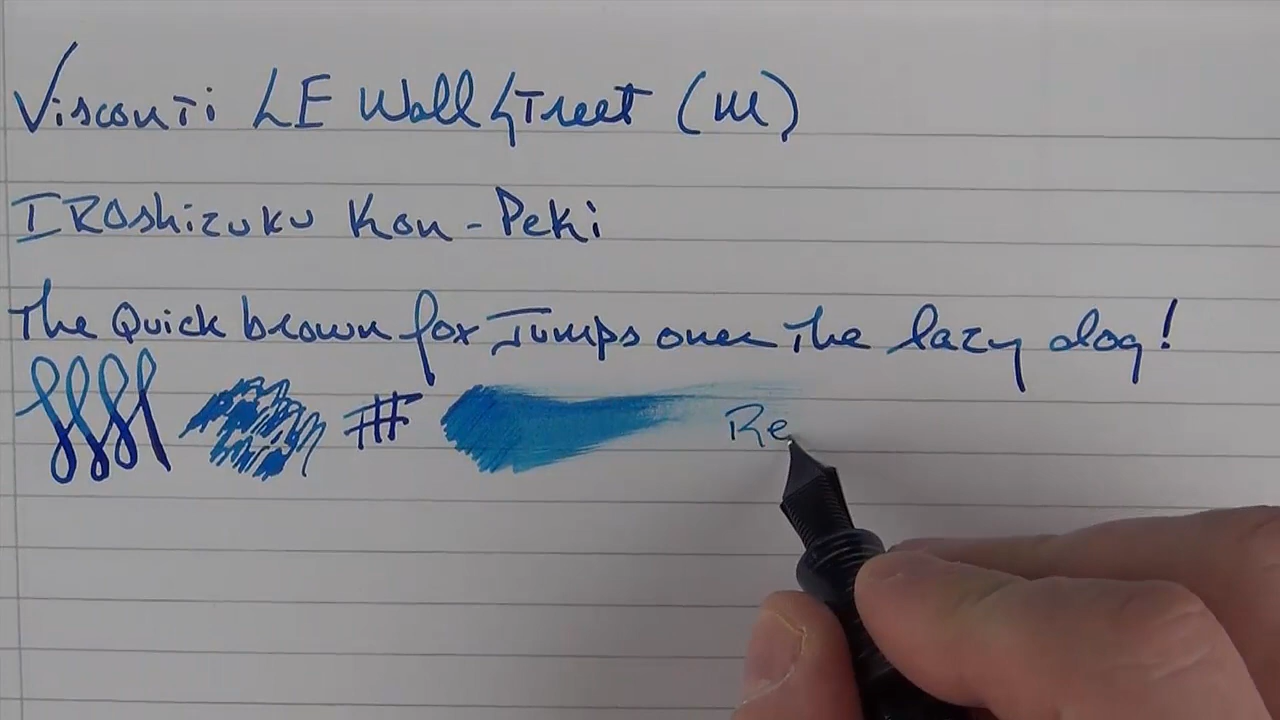 Visconti LE Wall Street (M)
IROshizuku Kon-Peki
The Quick brown fox Jumps over The lazy dog!
Re